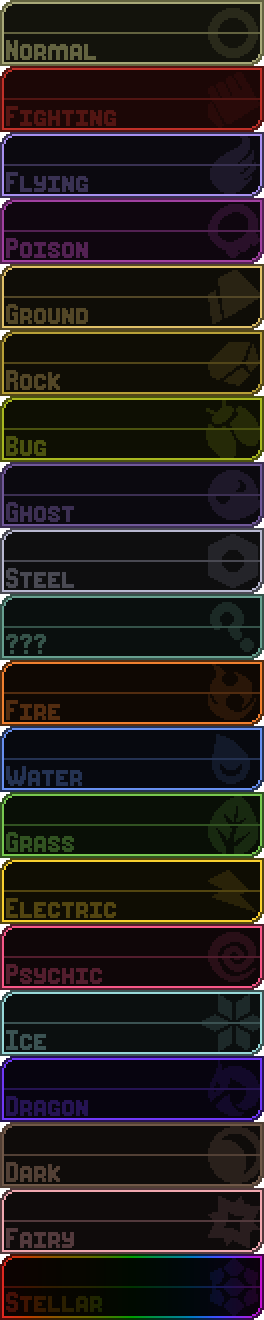 Normal
Fighting
Flying
Poison
Ground
Rock
Bug
Ghost
Steel
???
Fire
Water
Grass
Electric
Psychic
Ice
Dragon
Dark
Fairy
Stellar